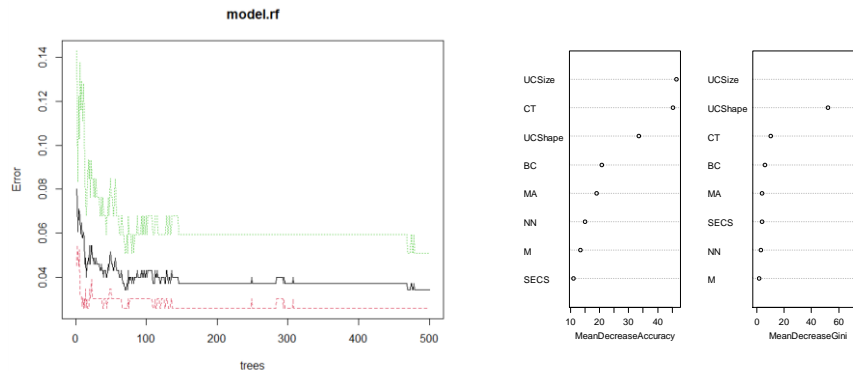 model.rf
Error
0.04 0.06 0.08 0.10 0.12 0.14
0 100 200 300 400 500
trees
UCSize
CT
UCShape
BC
MA
NN
M
SECS
10 20 30 40
MeanDecreaseAccuracy
UCSize
UCShape
CT
BC
MA
SECS
NN
M
0 20 40 60
MeanDecreaseGini